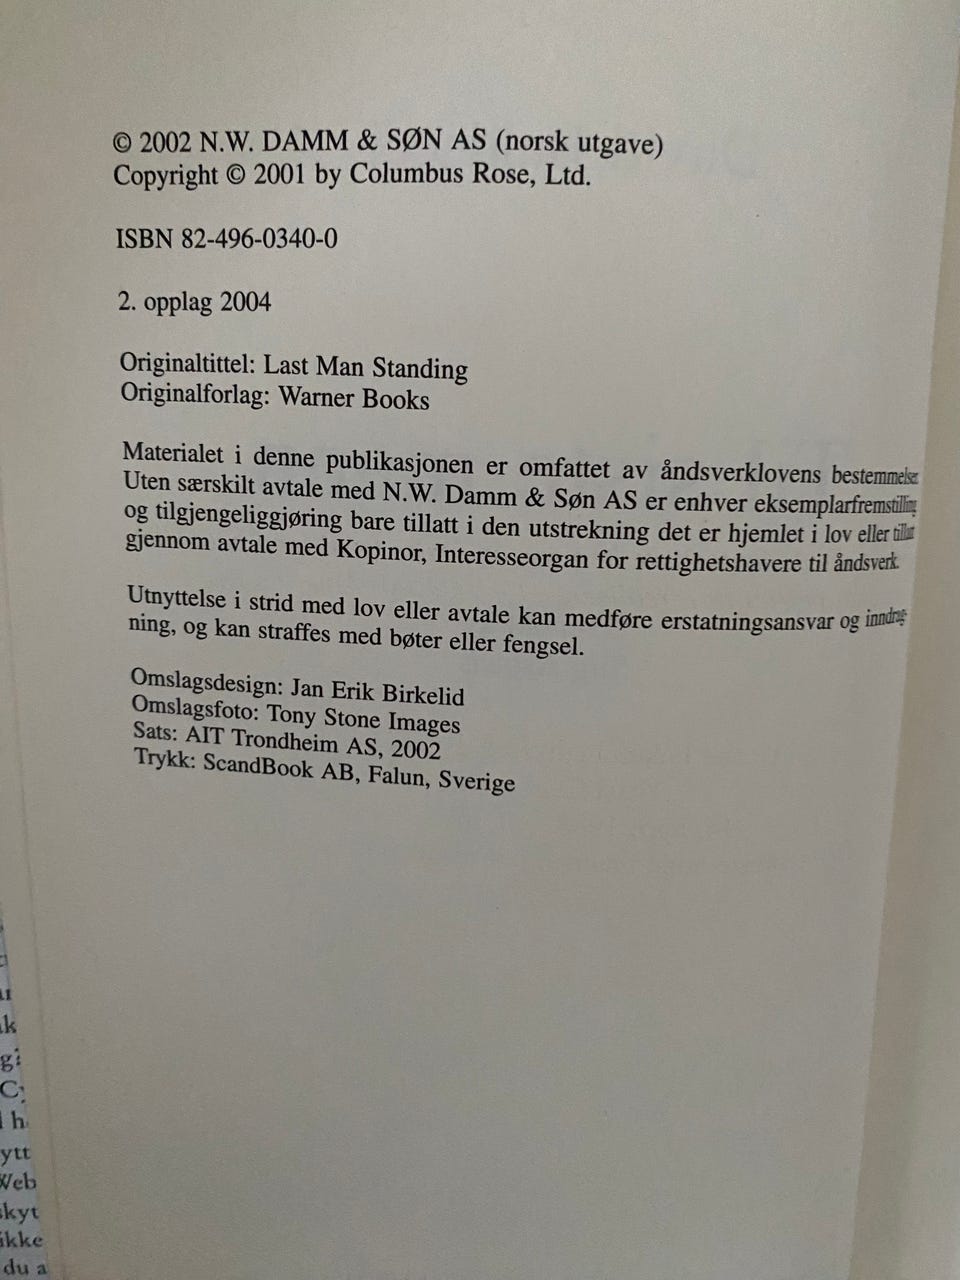 © 2002 N.W. DAMM & SØN AS (norsk utgave)
Copyright © 2001 by Columbus Rose, Ltd.
ISBN 82-496-0340-0
2. opplag 2004
Originaltittel: Last Man Standing
Originalforlag: Warner Books
Materialet i denne publikasjonen er omfattet av åndsverklovens bestemmelser.
Uten særskilt avtale med N.W. Damm & Søn AS er enhver eksemplarfremstilling
og tilgjengeliggjøring bare tillatt i den utstrekning det er hjemlet i lov eller tillatt
gjennom avtale med Kopinor, Interesseorgan for rettighetshavere til åndsverk.
Utnyttelse i strid med lov eller avtale kan medføre erstatningsansvar og inndrag-
ning, og kan straffes med bøter eller fengsel.
Omslagsdesign: Jan Erik Birkelid
Omslagsfoto: Tony Stone Images
Sats: AIT Trondheim AS, 2002
Trykk: ScandBook AB, Falun, Sverige
ytt
Web
skyt
ikke
du a